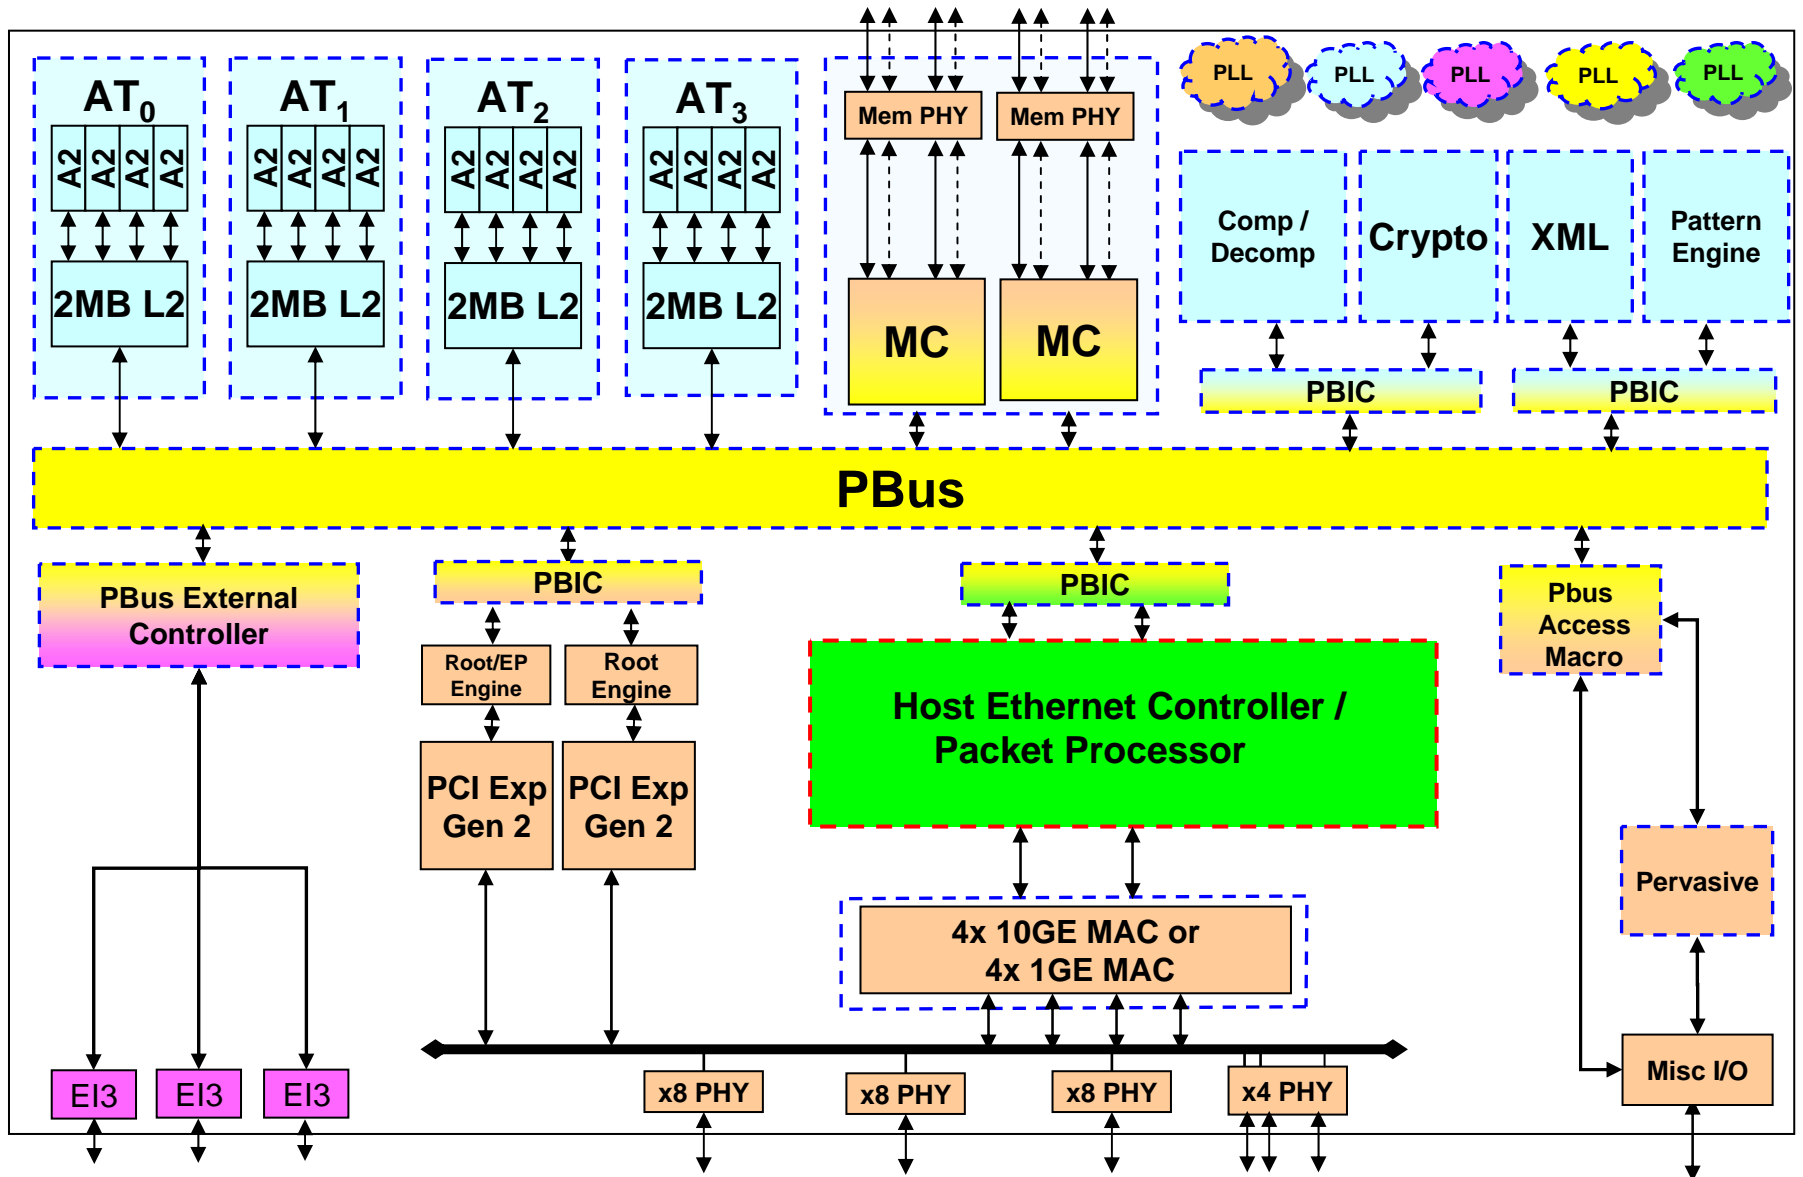 AT0
A2 A2 A2 A2
2MB L2
AT1
A2 A2 A2 A2
2MB L2
AT2
A2 A2 A2 A2
2MB L2
AT3
A2 A2 A2 A2
2MB L2
Mem PHY
Mem PHY
MC
MC
PLL
PLL
PLL
PLL
PLL
Comp /
Decomp
Crypto
XML
Pattern
Engine
PBIC
PBIC
PBus
PBus External
Controller
PBIC
Root/EP
Engine
Root
Engine
PCI Exp
Gen 2
PCI Exp
Gen 2
PBIC
Host Ethernet Controller /
Packet Processor
4x 10GE MAC or
4x 1GE MAC
Pbus
Access
Macro
Pervasive
Misc I/O
EI3
EI3
EI3
x8 PHY
x8 PHY
x8 PHY
x4 PHY